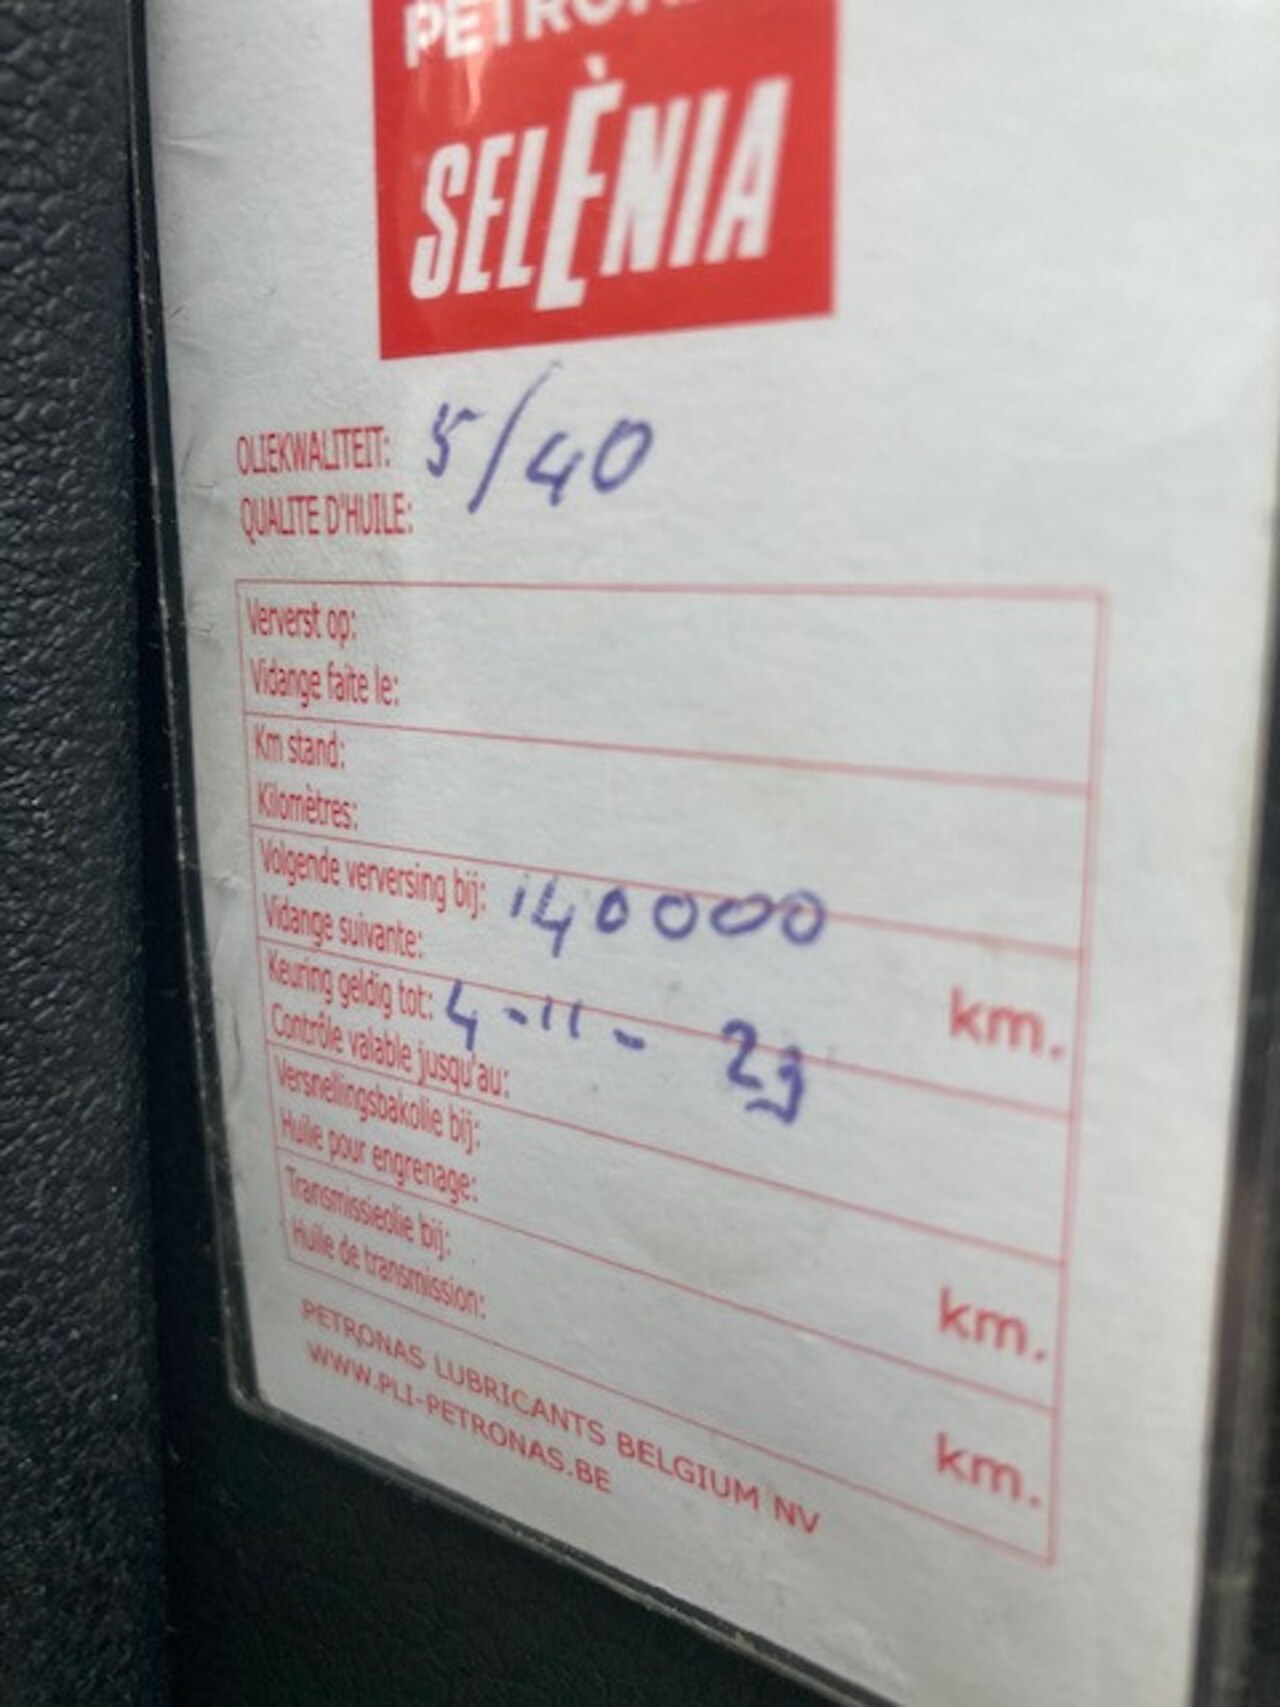 PETRONAS
SELÈNIA
OLIEKWALITEIT: 5/40
QUALITE D'HUILE:
Ververst op:
Vidange faite le:
Km stand:
Kilomètres:
Volgende verversing bij: 140000
Vidange suivante: km.
Keuring geldig tot: 4-11-23
Contrôle valable jusqu'au:
Versnellingsbakolie bij:
Huile pour engrenage: km.
Transmissieolie bij:
Huile de transmission: km.
PETRONAS LUBRICANTS BELGIUM NV
WWW.PLI-PETRONAS.BE